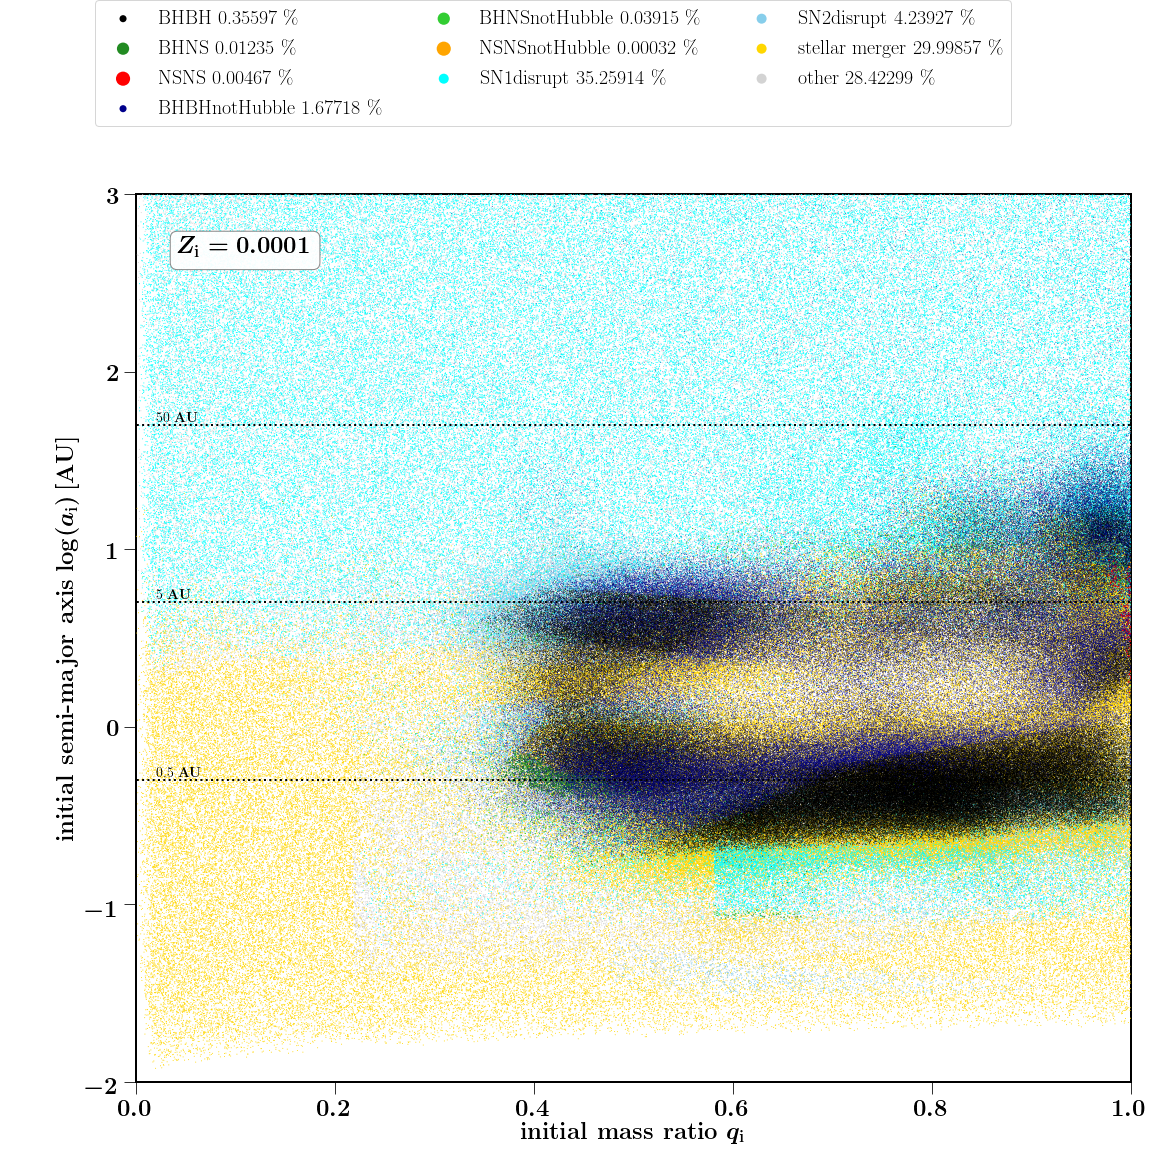 BHBH 0.35597 %
BHNS 0.01235 %
NSNS 0.00467 %
BHBHnotHubble 1.67718 %
BHNSnotHubble 0.03915 %
NSNSnotHubble 0.00032 %
SN1disrupt 35.25914 %
SN2disrupt 4.23927 %
stellar merger 29.99857 %
other 28.42299 %
Zi = 0.0001
3
2
50 AU
1
5 AU
0
0.5 AU
−1
−2
initial semi-major axis log(ai) [AU]
0.0 0.2 0.4 0.6 0.8 1.0
initial mass ratio qi